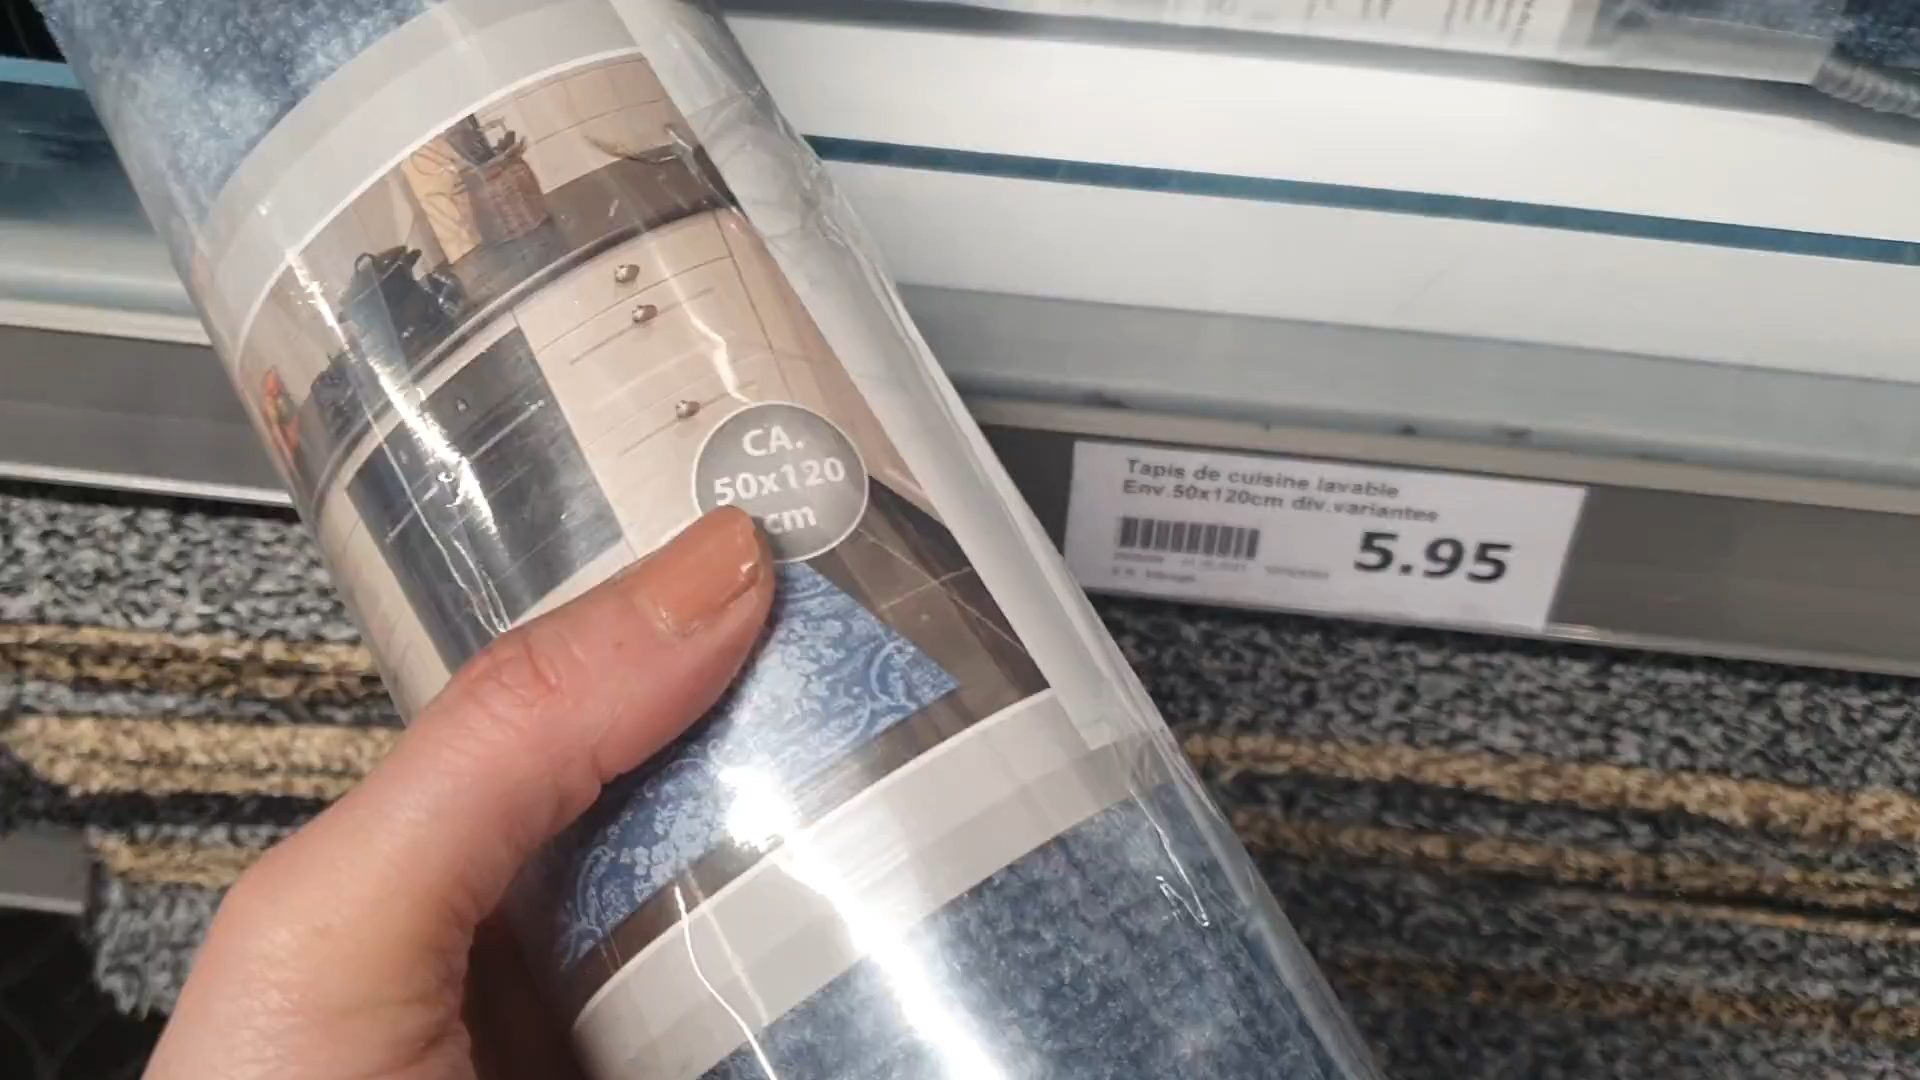 CA.
50x120
cm
Tapis de cuisine lavable
Env.50x120cm div.variantes
5.95